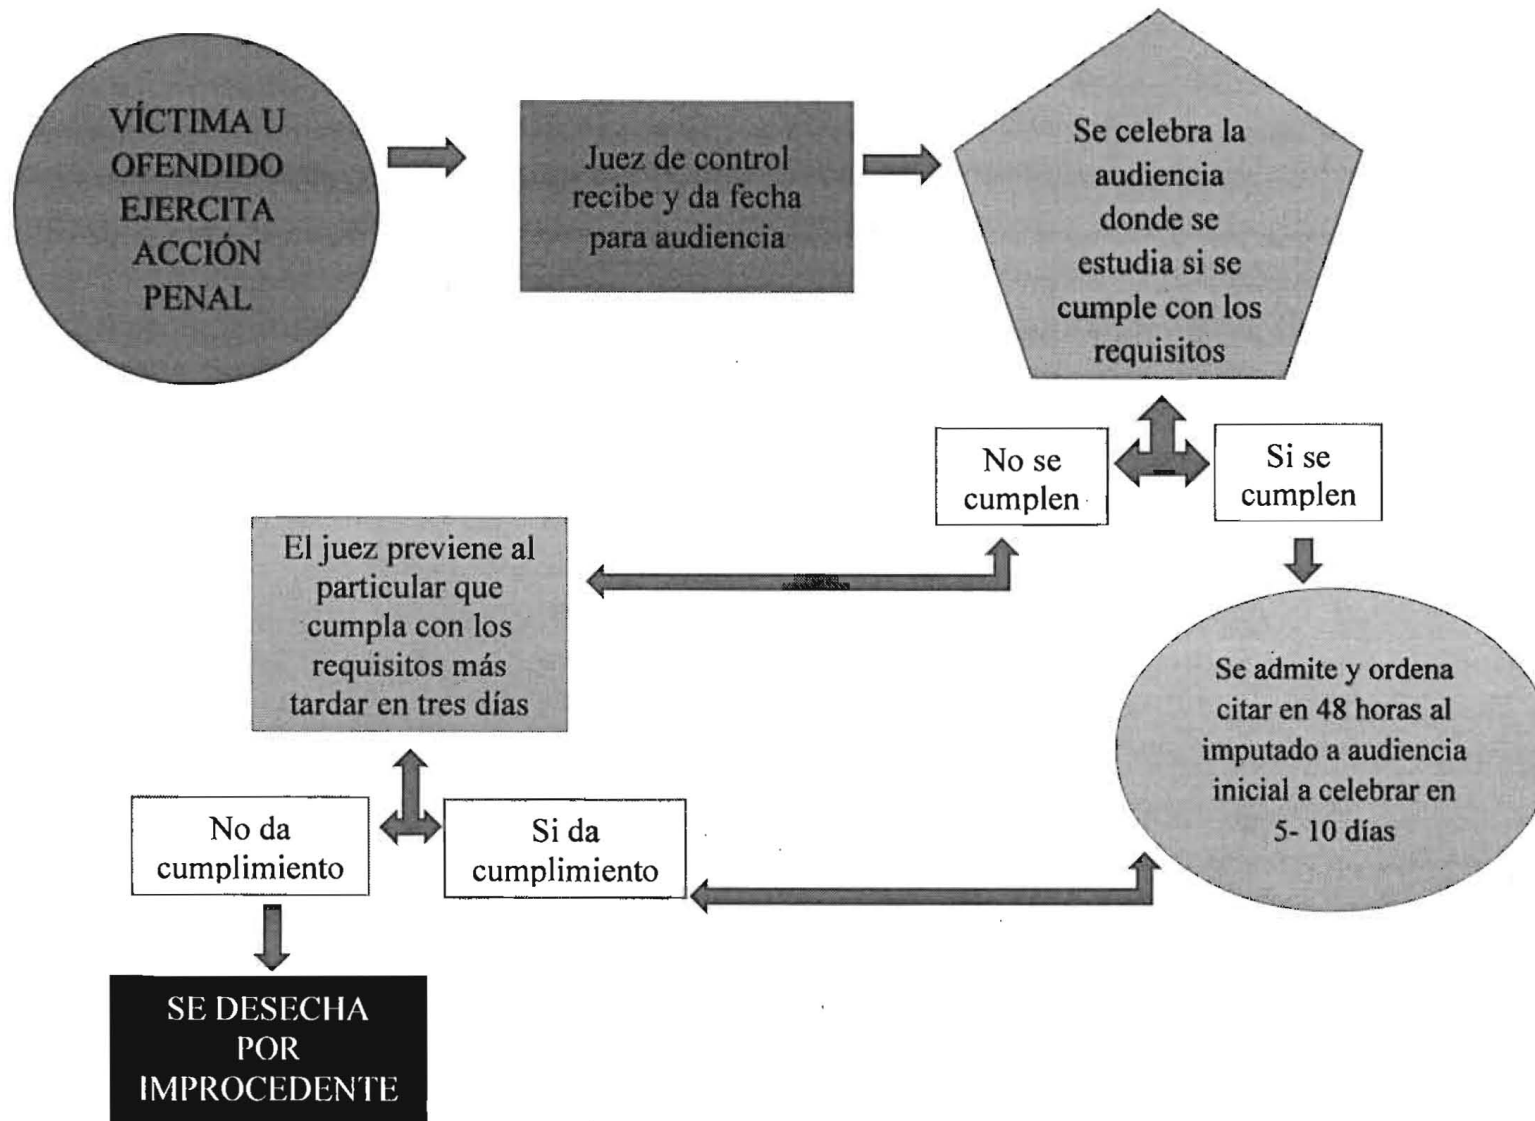 VÍCTIMA U
OFENDIDO
EJERCITA
ACCIÓN
PENAL
Juez de control
recibe y da fecha
para audiencia
Se celebra la
audiencia
donde se
estudia si se
cumple con los
requisitos
No se
cumplen
Si se
cumplen
El juez previene al
particular que
cumpla con los
requisitos más
tardar en tres días
Se admite y ordena
citar en 48 horas al
imputado a audiencia
inicial a celebrar en
5- 10 días
No da
cumplimiento
Si da
cumplimiento
SE DESECHA
POR
IMPROCEDENTE